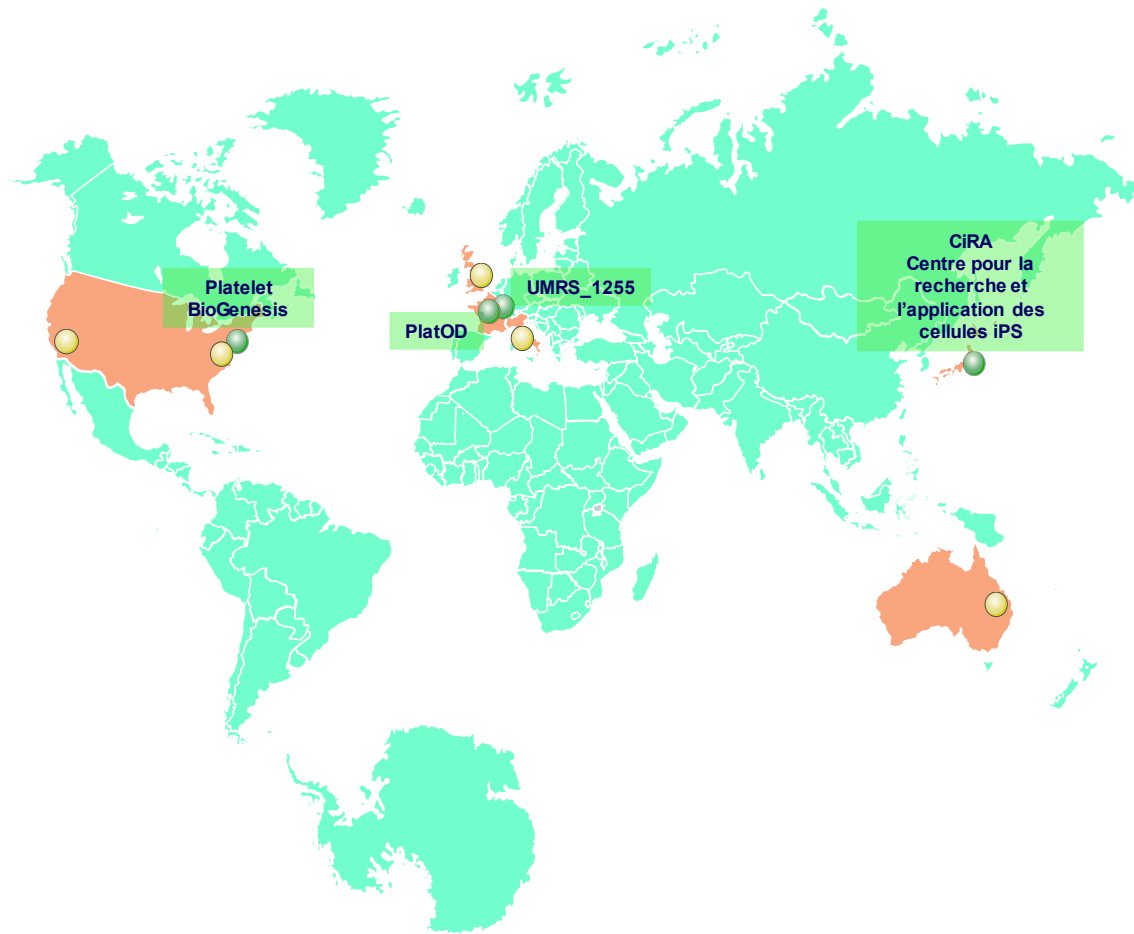 Platelet
BioGenesis
UMRS_1255
PlatOD
CiRA
Centre pour la
recherche et
l'application des
cellules iPS